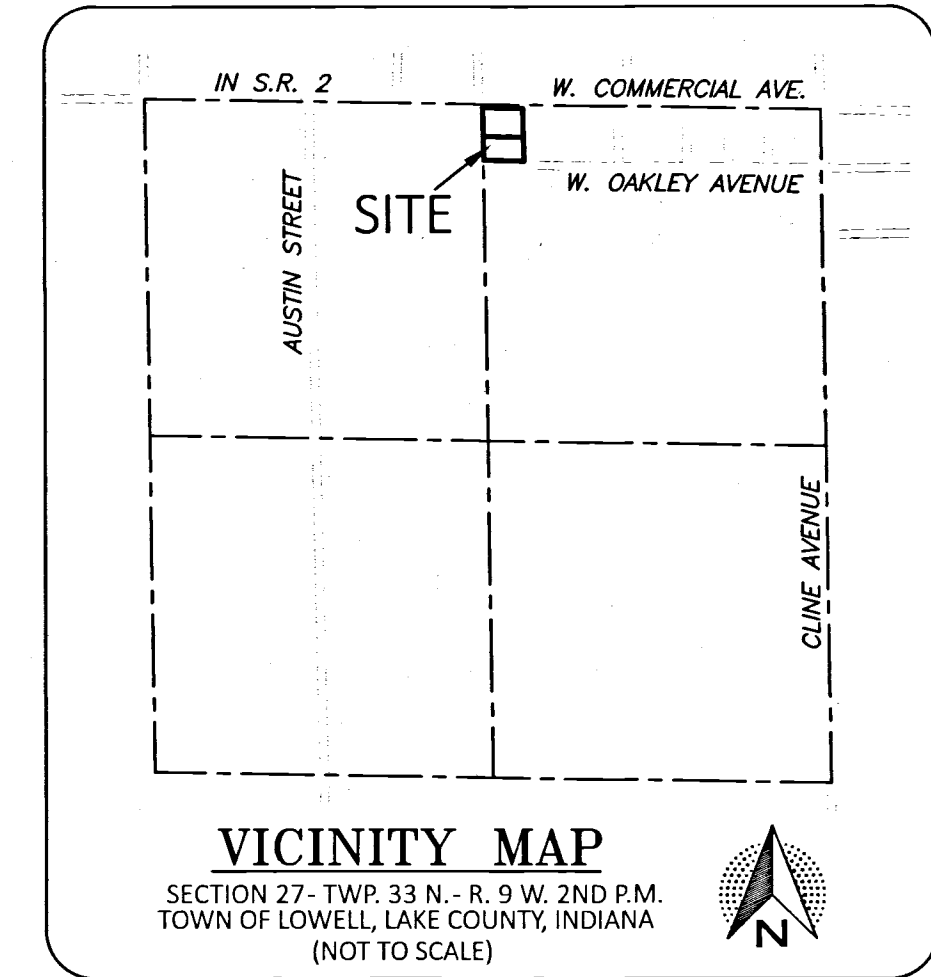 IN S.R. 2
W. COMMERCIAL AVE.
W. OAKLEY AVENUE
SITE
AUSTIN STREET
CLINE AVENUE
VICINITY MAP
SECTION 27- TWP. 33 N.- R. 9 W. 2ND P.M.
TOWN OF LOWELL, LAKE COUNTY, INDIANA
(NOT TO SCALE)
N